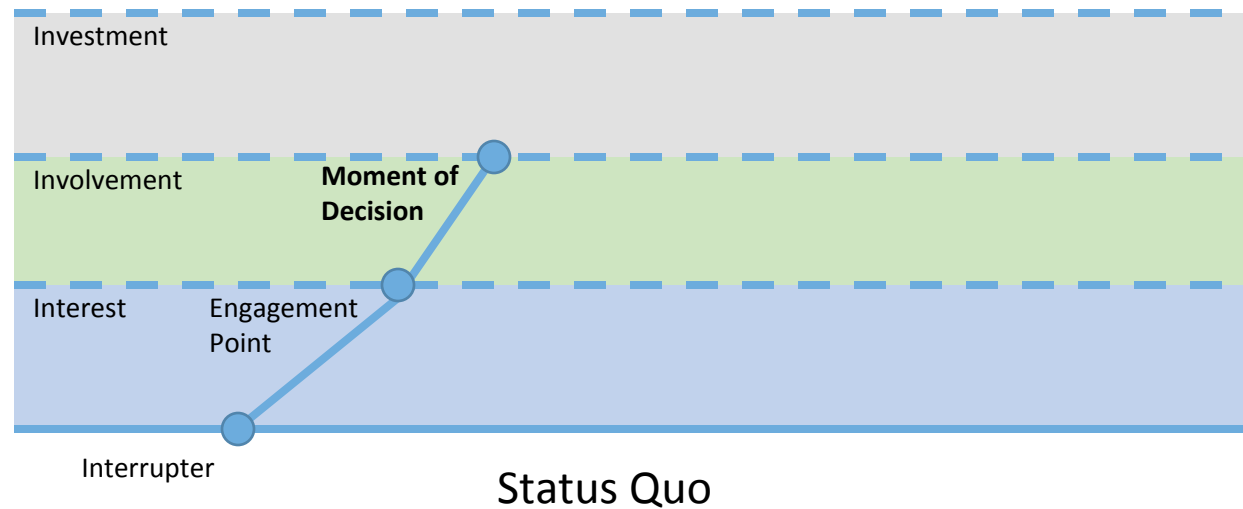 Investment
Involvement
Moment of
Decision
Interest
Engagement
Point
Interrupter
Status Quo